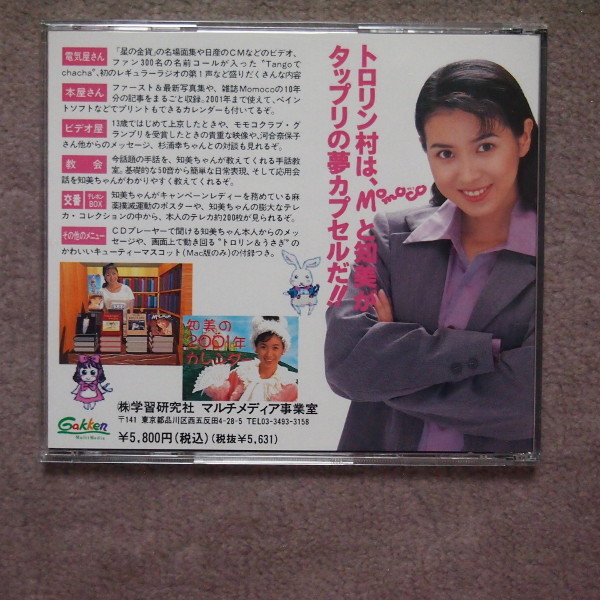 トロリン村は、Momocoと知美が
タップリの夢カプセルだ!!
電気屋さん
「星の金貨」の名場面集や日産のCMなどのビデオ、
ファン300名の名前コールが入った“Tangoで
chacha”、初のレギュラーラジオの第1声など盛りだくさんな内容
本屋さん
ファースト&最新写真集や、雑誌Momocoの10年
分の記事をまるごと収録。2001年まで使えて、ペイン
トソフトなどでプリントもできるカレンダーも付いてるぞ。
ビデオ屋
13歳ではじめて上京したときや、モモコクラブ・グ
ランプリを受賞したときの貴重な映像や、河合奈保子
さん他からのメッセージ、杉浦幸ちゃんとの対談も見れるぞ。
教会
今話題の手話を、知美ちゃんが教えてくれる手話教
室。基礎的な50音から簡単な日常表現、そして応用会
話を知美ちゃんがわかりやすく教えてくれるぞ。
交番 テレホンBOX
知美ちゃんがキャンペーンレディーを務めている麻
薬撲滅運動のポスターや、知美ちゃんの膨大なテレ
カ・コレクションの中から、本人のテレカ約200枚が見られるぞ。
その他のメニュー
CDプレーヤーで聞ける知美ちゃん本人からのメッ
セージや、画面上で動き回る“トロリン&うさぎ”の
かわいいキューティーマスコット(Mac版のみ)の付録つき。
知美の
2001年
カレンダー
Gakken
MultiMedia
㈱学習研究社 マルチメディア事業室
〒141 東京都品川区西五反田4-28-5 TEL03-3493-3158
¥5,800円(税込)(税抜¥5,631)